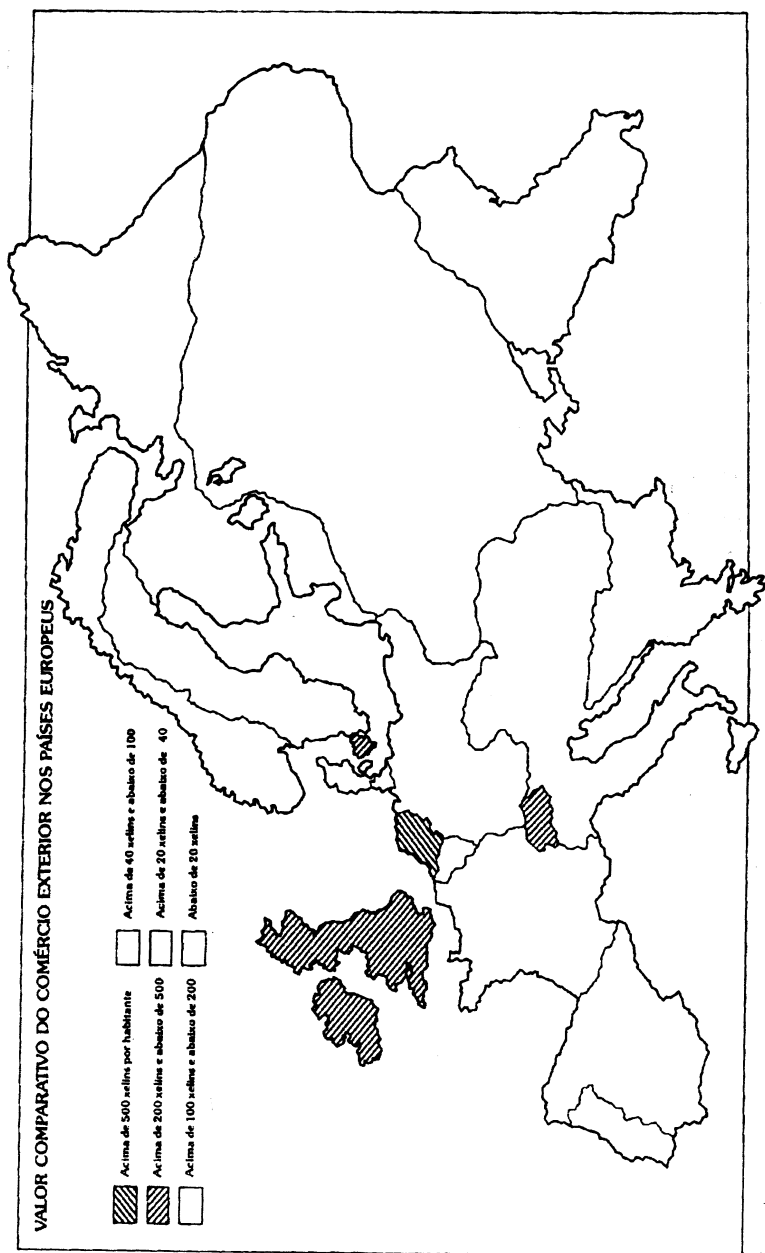 VALOR COMPARATIVO DO COMÉRCIO EXTERIOR NOS PAÍSES EUROPEUS
Acima de 500 xelins por habitante
Acima de 200 xelins e abaixo de 500
Acima de 100 xelins e abaixo de 200
Acima de 40 xelins e abaixo de 100
Acima de 20 xelins e abaixo de 40
Abaixo de 20 xelins